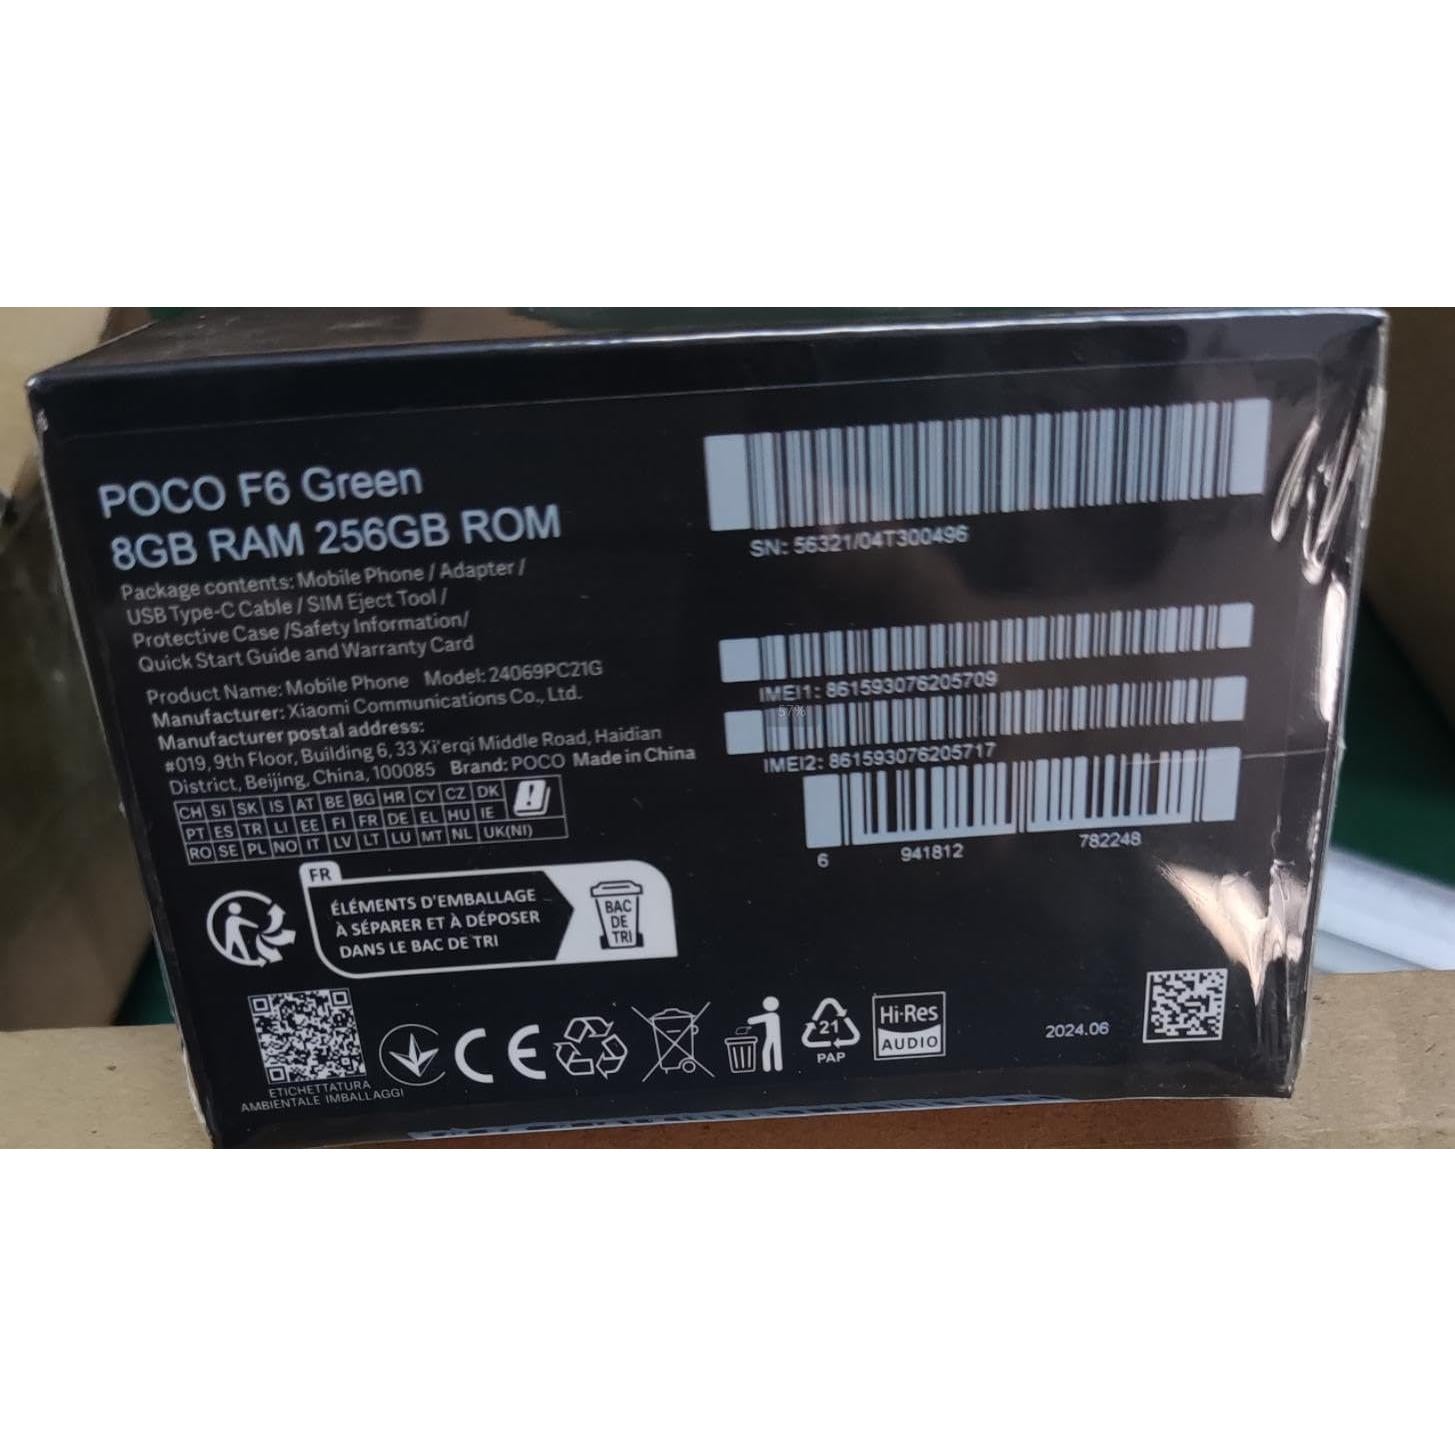 POCO F6 Green
8GB RAM 256GB ROM
Package contents: Mobile Phone / Adapter /
USB Type-C Cable / SIM Eject Tool /
Protective Case /Safety Information/
Quick Start Guide and Warranty Card
Product Name: Mobile Phone Model: 24069PC21G
Manufacturer: Xiaomi Communications Co., Ltd.
Manufacturer postal address:
#019, 9th Floor, Building 6, 33 Xi'erqi Middle Road, Haidian
District, Beijing, China, 100085 Brand: POCO Made in China
CH SI SK IS AT BE BG HR CY CZ DK
PT ES TR LI EE FI FR DE EL HU IE
RO SE PL NO IT LV LT LU MT NL UK(NI)
SN: 56321/04T300496
IMEI1: 861593076205709
57%
IMEI2: 861593076205717
6 941812 782248
FR
ÉLÉMENTS D'EMBALLAGE
À SÉPARER ET À DÉPOSER
DANS LE BAC DE TRI
BAC
DE
TRI
ETICHETTATURA
AMBIENTALE IMBALLAGGI
CE
21
PAP
Hi-Res
AUDIO
2024.06